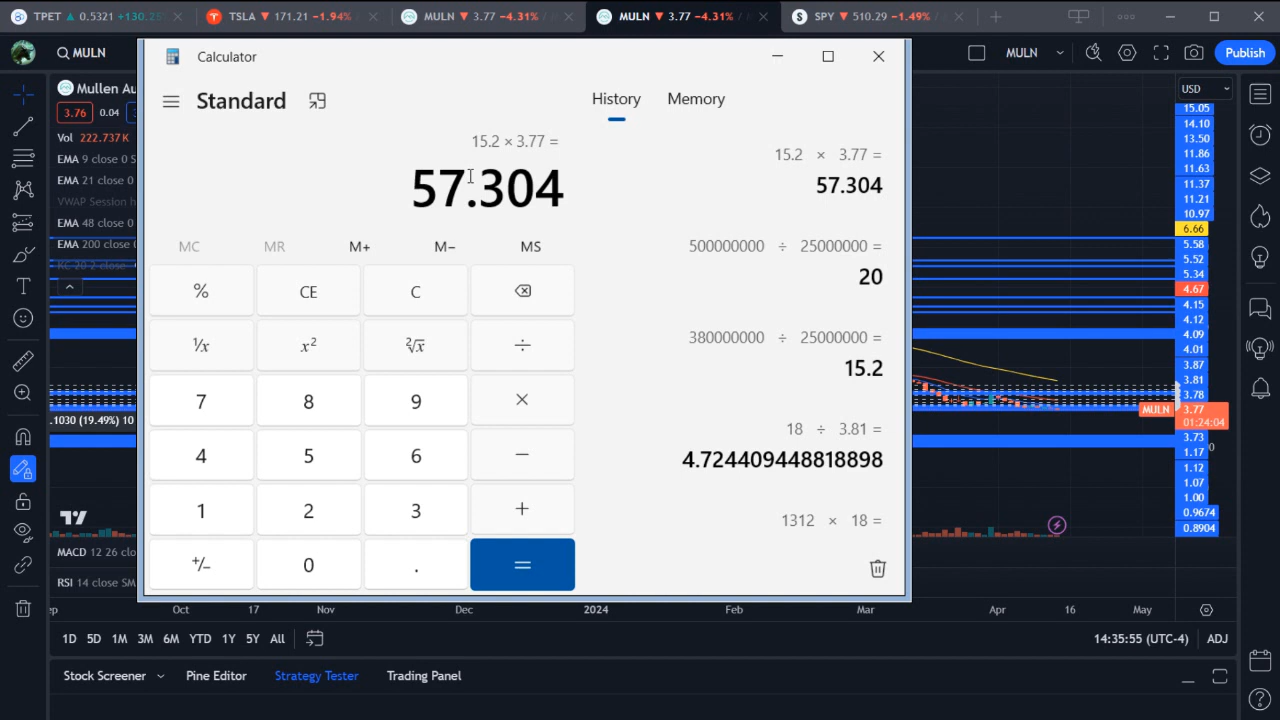 TPET ▲ 0.5321 +130.25
TSLA ▼ 171.21 −1.94%
MULN ▼ 3.77 −4.31%
MULN ▼ 3.77 −4.31%
SPY ▼ 510.29 −1.49%
MULN
Calculator
MULN
Publish
Mullen Au
Standard
History
Memory
USD
3.76
0.04
Vol 222.737 K
EMA 9 close 0 S
EMA 21 close 0
VWAP Session h
EMA 48 close 0
EMA 200 close 0
KC 20 2 close
15.2 × 3.77 =
57.304
MC
MR
M+
M−
MS
%
CE
C
⌫
⅟x
x²
²√x
÷
7
8
9
×
4
5
6
−
1
2
3
+
+/−
0
.
=
15.2 × 3.77 =
57.304
500000000 ÷ 25000000 =
20
380000000 ÷ 25000000 =
15.2
18 ÷ 3.81 =
4.724409448818898
1312 × 18 =
15.05
14.10
13.50
11.86
11.63
11.37
11.21
10.97
6.66
5.58
5.52
5.34
4.67
4.15
4.12
4.09
4.01
3.87
3.81
3.78
MULN
3.77
01:24:04
3.73
1.17
1.12
1.07
1.00
0.9674
0.8904
.1030 (19.49%) 10
MACD 12 26 clo
RSI 14 close SM
Oct
17
Nov
Dec
2024
Feb
Mar
Apr
16
May
1D 5D 1M 3M 6M YTD 1Y 5Y All
14:35:55 (UTC-4)
ADJ
Stock Screener
Pine Editor
Strategy Tester
Trading Panel